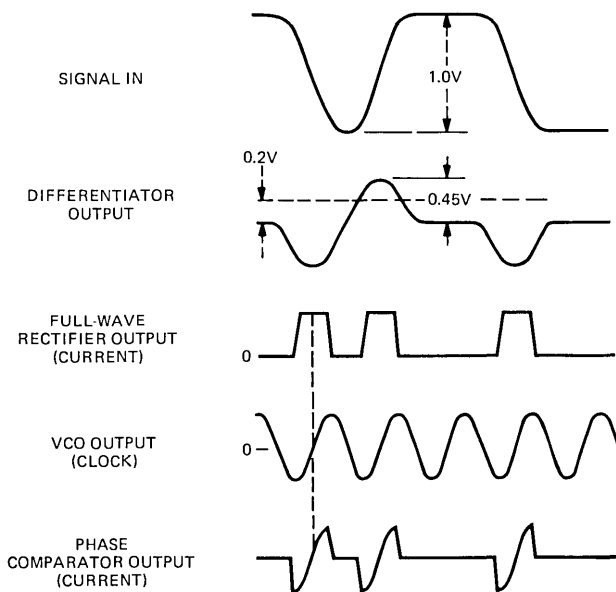 SIGNAL IN
1.0V
0.2V
DIFFERENTIATOR
OUTPUT
0.45V
FULL-WAVE
RECTIFIER OUTPUT
(CURRENT)
0
VCO OUTPUT
(CLOCK)
0
PHASE
COMPARATOR OUTPUT
(CURRENT)